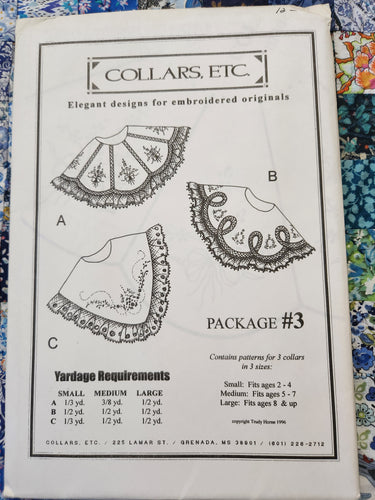 12-
COLLARS, ETC.
Elegant designs for embroidered originals
A
B
C
PACKAGE #3
Contains patterns for 3 collars
in 3 sizes:
Small: Fits ages 2 - 4
Medium: Fits ages 5 - 7
Large: Fits ages 8 & up
copyright Trudy Horne 1996
Yardage Requirements
SMALL MEDIUM LARGE
A 1/3 yd. 3/8 yd. 1/2 yd.
B 1/2 yd. 1/2 yd. 1/2 yd.
C 1/3 yd. 1/2 yd. 1/2 yd.
COLLARS, ETC. / 225 LAMAR ST. / GRENADA, MS 38901 / (601) 226-2712